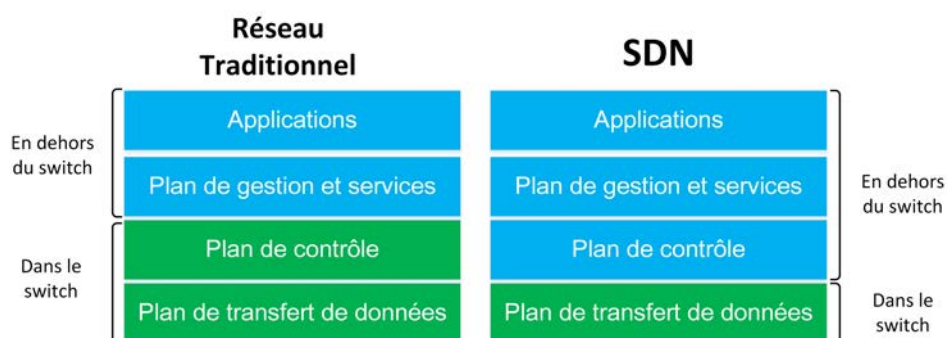 Réseau
Traditionnel
SDN
En dehors
du switch
Applications
Plan de gestion et services
Dans le
switch
Plan de contrôle
Plan de transfert de données
Applications
Plan de gestion et services
Plan de contrôle
Plan de transfert de données
En dehors
du switch
Dans le
switch